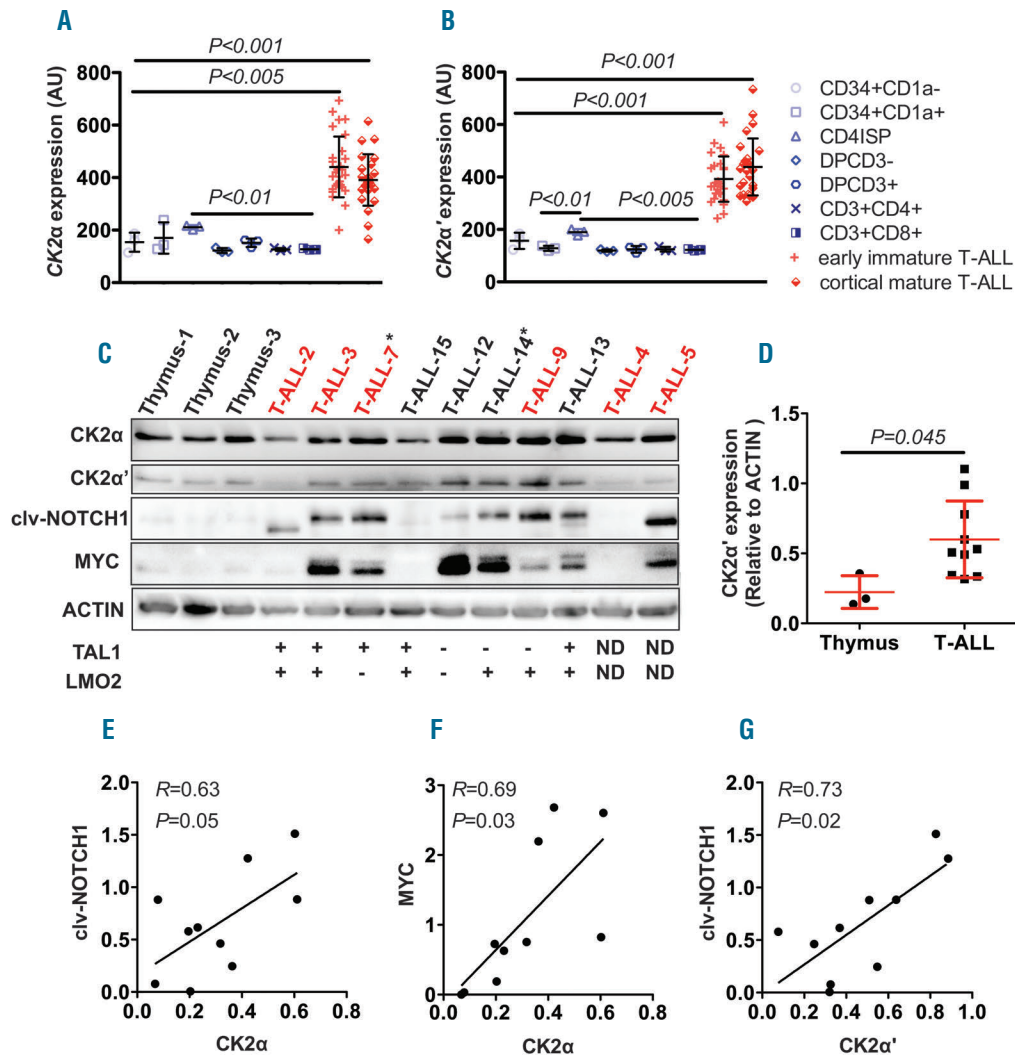 A
P<0.001
P<0.005
P<0.01
CK2α expression (AU)
800
600
400
200
0
B
P<0.001
P<0.001
P<0.01
P<0.005
CK2α' expression (AU)
800
600
400
200
0
CD34+CD1a-
CD34+CD1a+
CD4ISP
DPCD3-
DPCD3+
CD3+CD4+
CD3+CD8+
early immature T-ALL
cortical mature T-ALL
C
Thymus-1
Thymus-2
Thymus-3
T-ALL-2
T-ALL-3
T-ALL-7*
T-ALL-15
T-ALL-12
T-ALL-14*
T-ALL-9
T-ALL-13
T-ALL-4
T-ALL-5
CK2α
CK2α'
clv-NOTCH1
MYC
ACTIN
TAL1 + + + + - - - + ND ND
LMO2 + + - + - + + + ND ND
D
P=0.045
CK2α' expression
(Relative to ACTIN )
1.5
1.0
0.5
0.0
Thymus T-ALL
E
R=0.63
P=0.05
clv-NOTCH1
2.0
1.5
1.0
0.5
0.0
0.0 0.2 0.4 0.6 0.8
CK2α
F
R=0.69
P=0.03
MYC
3
2
1
0
0.0 0.2 0.4 0.6 0.8
CK2α
G
R=0.73
P=0.02
clv-NOTCH1
2.0
1.5
1.0
0.5
0.0
0.0 0.2 0.4 0.6 0.8 1.0
CK2α'